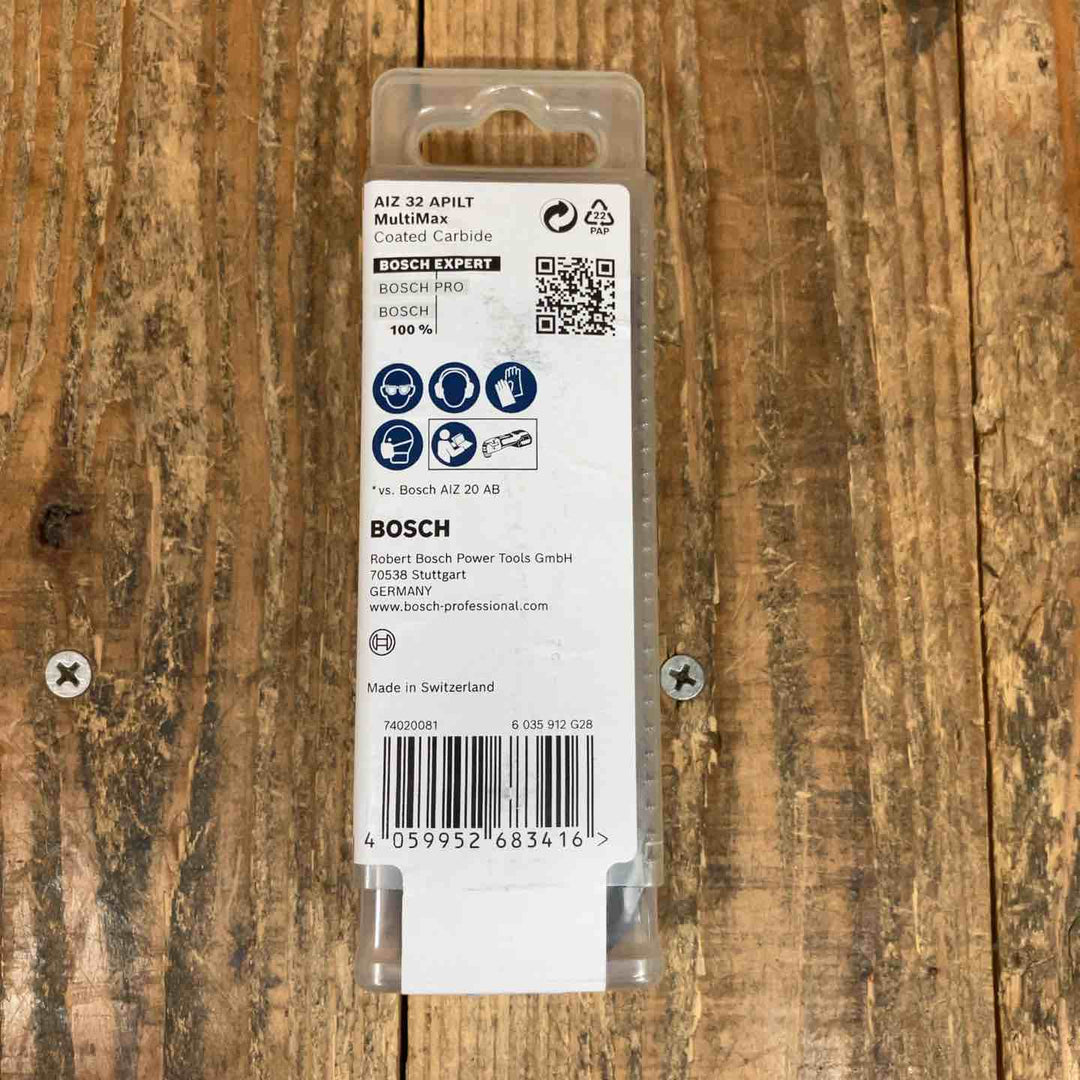 AIZ 32 APILT
MultiMax
Coated Carbide
22
PAP
BOSCH EXPERT
BOSCH PRO
BOSCH
100 %
*vs. Bosch AIZ 20 AB
BOSCH
Robert Bosch Power Tools GmbH
70538 Stuttgart
GERMANY
www.bosch-professional.com
Made in Switzerland
74020081 6 035 912 G28
4 059952 683416 >